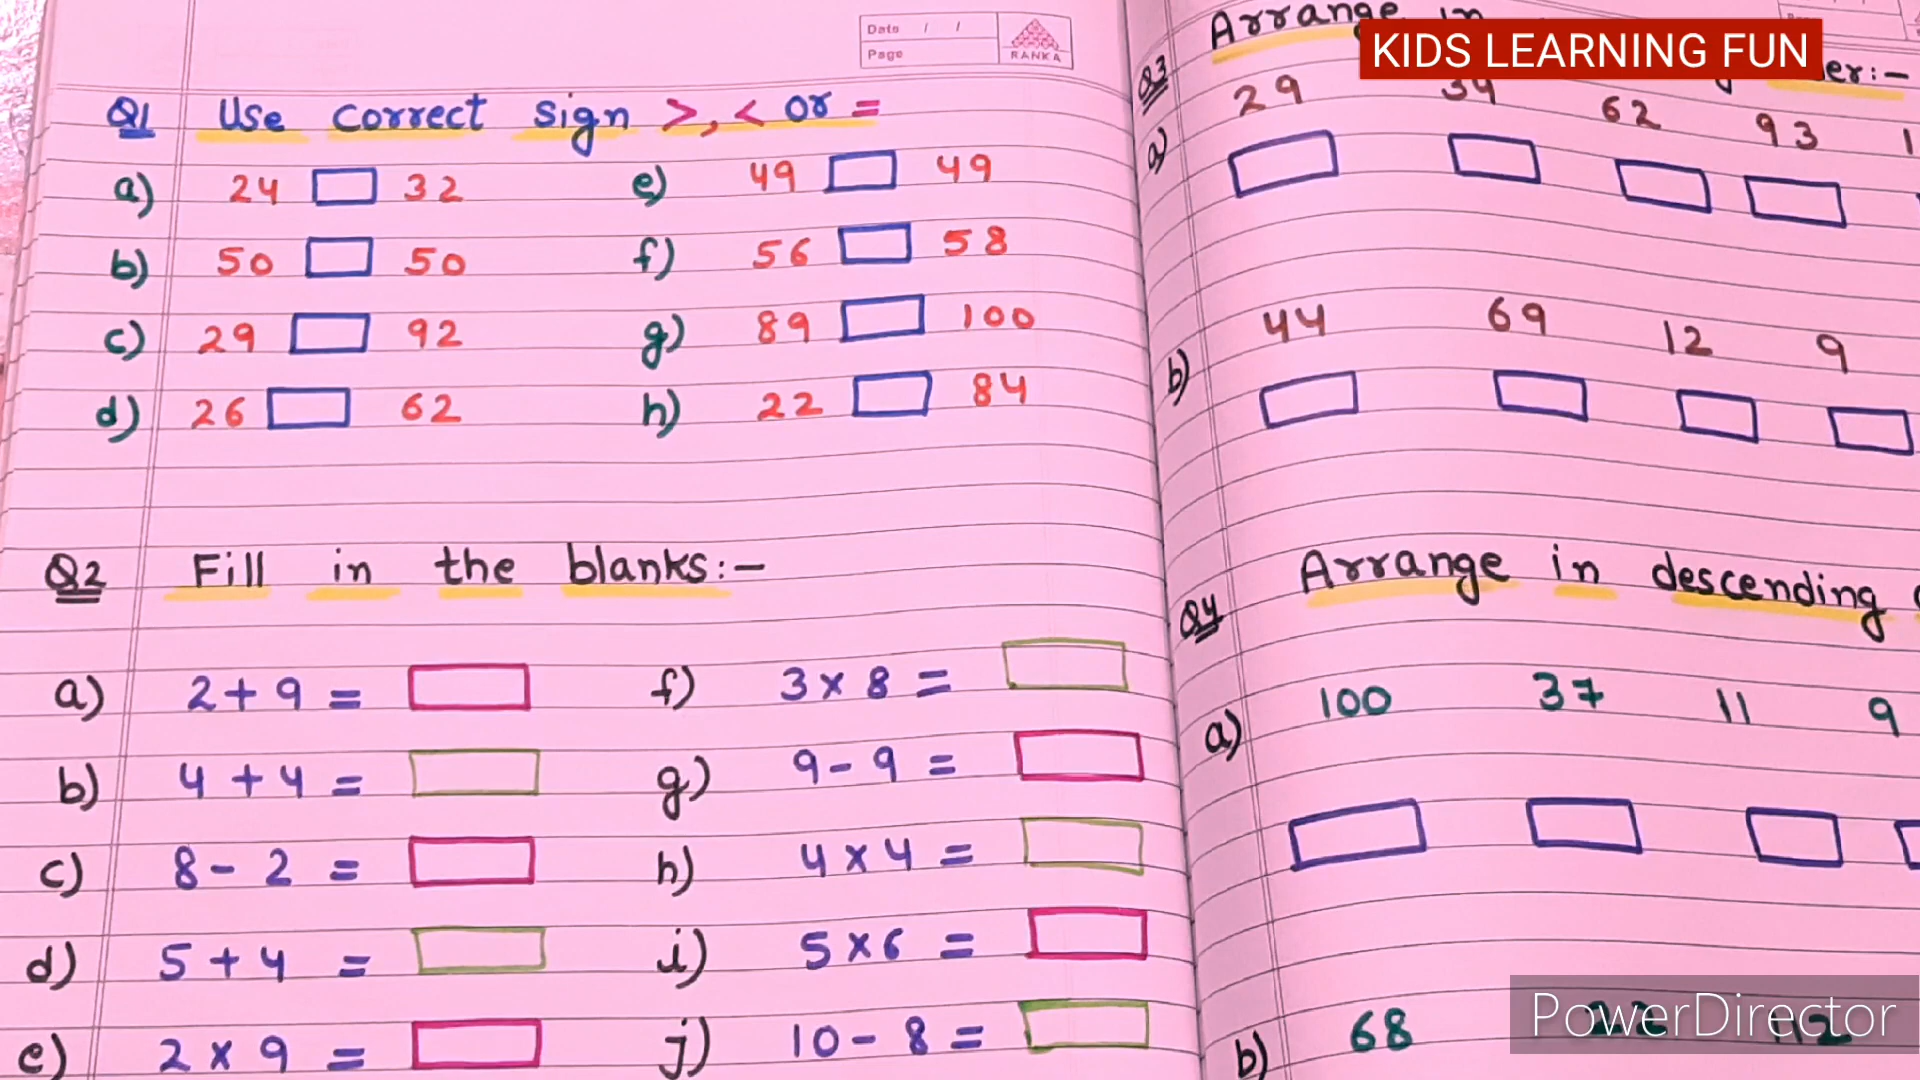 Date / /
Page
RANKA
Q1 Use correct sign >, < or =
a) 24 32
b) 50 50
c) 29 92
d) 26 62
e) 49 49
f) 56 58
g) 89 100
h) 22 84
Q2 Fill in the blanks:-
a) 2+9 =
b) 4+4 =
c) 8-2 =
d) 5+4 =
e) 2×9 =
f) 3×8 =
g) 9-9 =
h) 4×4 =
i) 5×6 =
j) 10-8 =
KIDS LEARNING FUN
Q3 Arrange in
a) 29 34 62 93
b) 44 69 12 9
Q4 Arrange in descending
a) 100 37 11 9
b) 68
PowerDirector